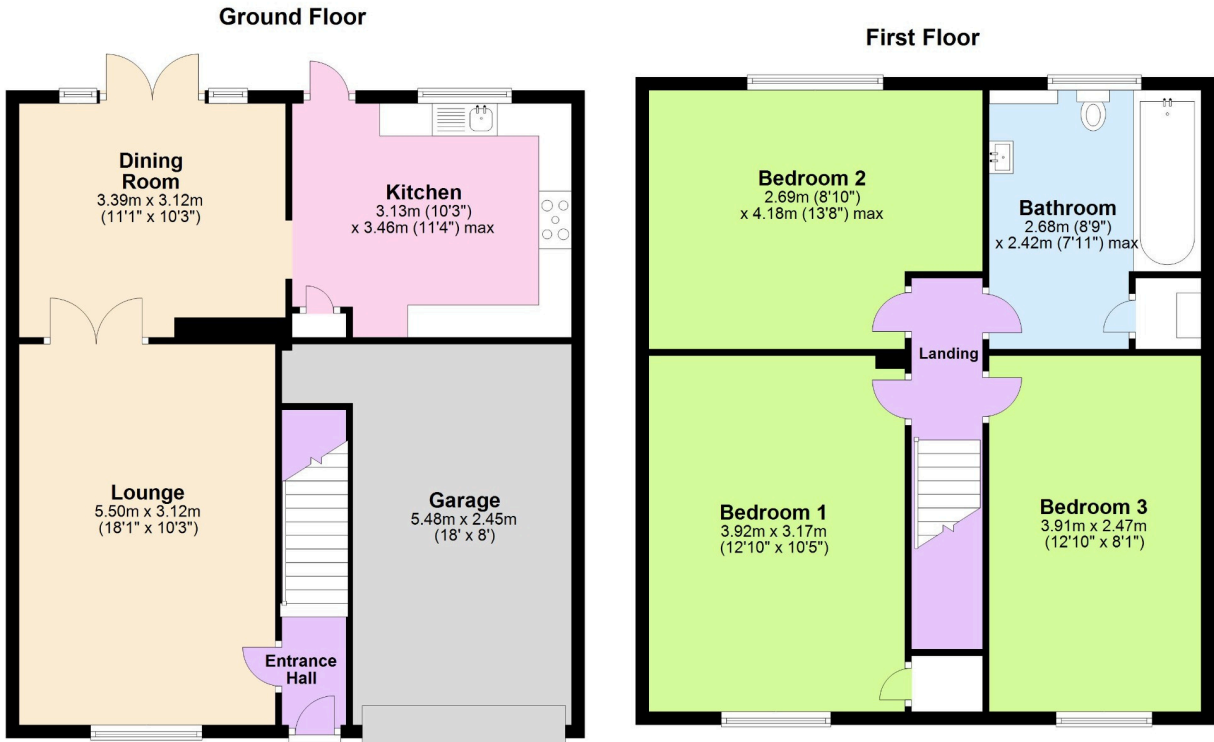 Ground Floor
First Floor
Dining
Room
3.39m x 3.12m
(11'1" x 10'3")
Kitchen
3.13m (10'3")
x 3.46m (11'4") max
Lounge
5.50m x 3.12m
(18'1" x 10'3")
Garage
5.48m x 2.45m
(18' x 8')
Entrance
Hall
Bedroom 2
2.69m (8'10")
x 4.18m (13'8") max
Bathroom
2.68m (8'9")
x 2.42m (7'11") max
Landing
Bedroom 1
3.92m x 3.17m
(12'10" x 10'5")
Bedroom 3
3.91m x 2.47m
(12'10" x 8'1")